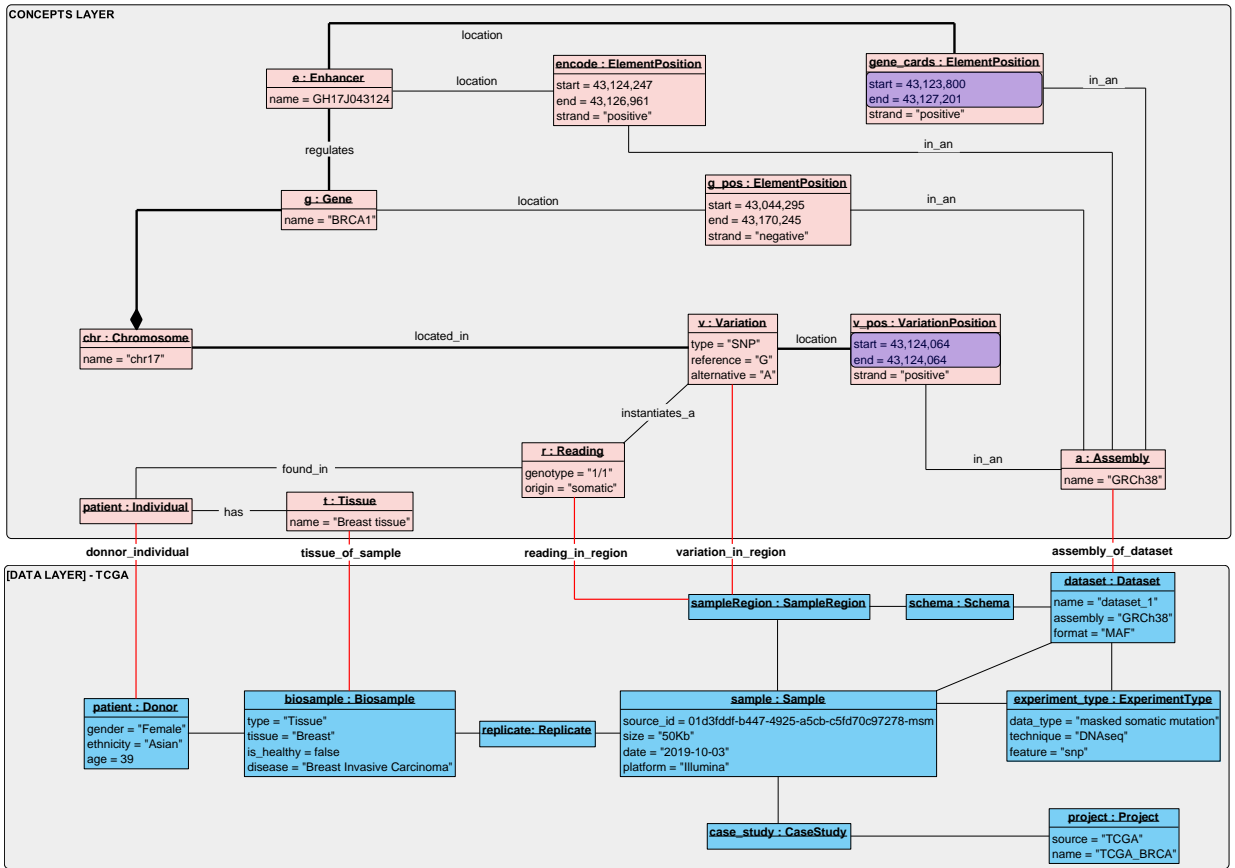 CONCEPTS LAYER
location
e : Enhancer
name = GH17J043124
location
encode : ElementPosition
start = 43,124,247
end = 43,126,961
strand = "positive"
gene_cards : ElementPosition
start = 43,123,800
end = 43,127,201
strand = "positive"
in_an
in_an
regulates
g : Gene
name = "BRCA1"
location
g_pos : ElementPosition
start = 43,044,295
end = 43,170,245
strand = "negative"
in_an
chr : Chromosome
name = "chr17"
located_in
v : Variation
type = "SNP"
reference = "G"
alternative = "A"
location
v_pos : VariationPosition
start = 43,124,064
end = 43,124,064
strand = "positive"
instantiates_a
r : Reading
genotype = "1/1"
origin = "somatic"
found_in
in_an
a : Assembly
name = "GRCh38"
patient : Individual
has
t : Tissue
name = "Breast tissue"
donnor_individual
tissue_of_sample
reading_in_region
variation_in_region
assembly_of_dataset
[DATA LAYER] - TCGA
sampleRegion : SampleRegion
schema : Schema
dataset : Dataset
name = "dataset_1"
assembly = "GRCh38"
format = "MAF"
patient : Donor
gender = "Female"
ethnicity = "Asian"
age = 39
biosample : Biosample
type = "Tissue"
tissue = "Breast"
is_healthy = false
disease = "Breast Invasive Carcinoma"
replicate: Replicate
sample : Sample
source_id = 01d3fddf-b447-4925-a5cb-c5fd70c97278-msm
size = "50Kb"
date = "2019-10-03"
platform = "Illumina"
experiment_type : ExperimentType
data_type = "masked somatic mutation"
technique = "DNAseq"
feature = "snp"
case_study : CaseStudy
project : Project
source = "TCGA"
name = "TCGA_BRCA"